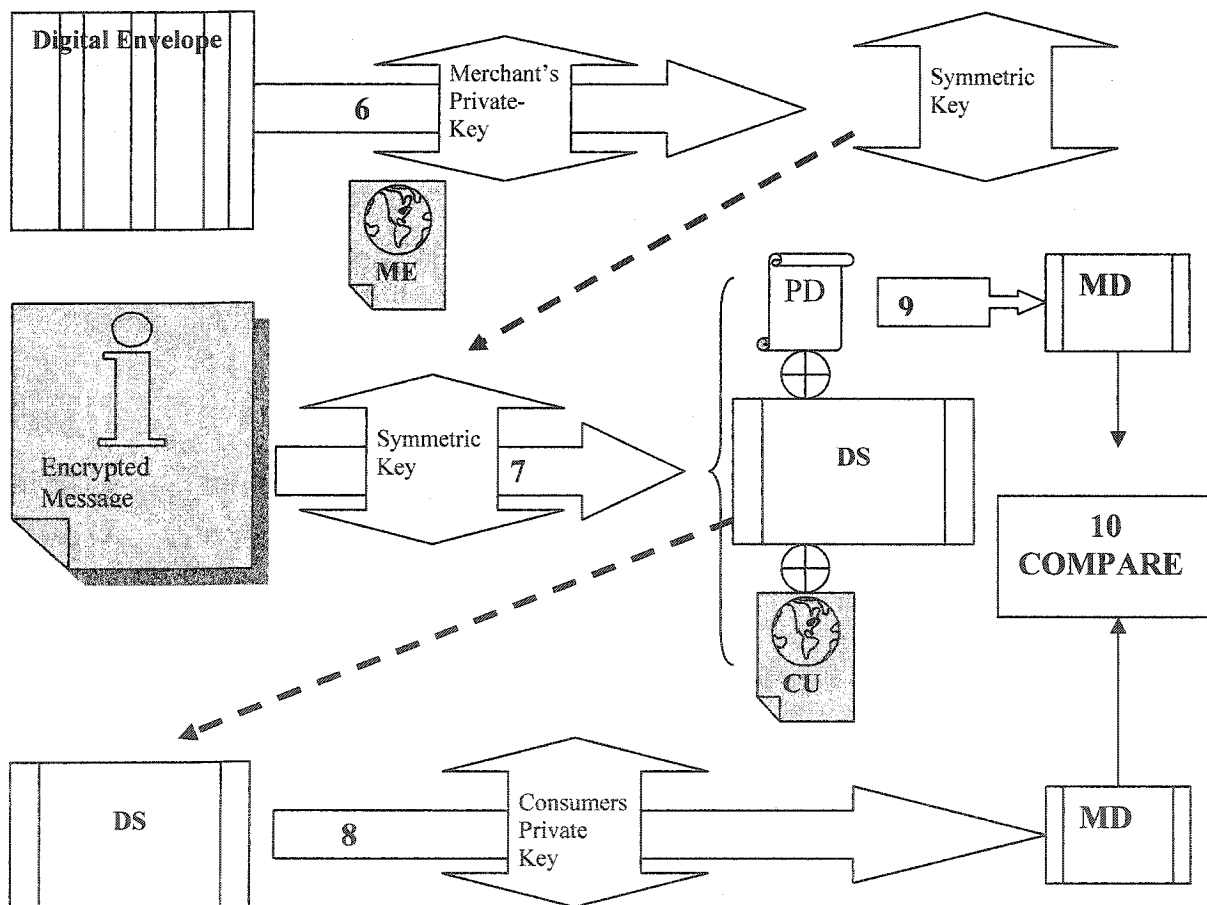 Digital Envelope
6
Merchant's
Private-
Key
Symmetric
Key
ME
PD
9
MD
Encrypted
Message
Symmetric
Key
7
DS
10
COMPARE
CU
DS
8
Consumers
Private
Key
MD